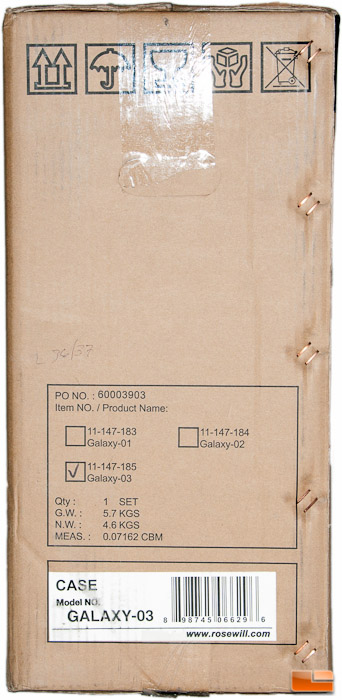 PO NO. : 60003903
Item NO. / Product Name:
11-147-183
Galaxy-01
11-147-184
Galaxy-02
11-147-185
Galaxy-03
Qty : 1 SET
G.W. : 5.7 KGS
N.W. : 4.6 KGS
MEAS. : 0.07162 CBM
CASE
Model NO.
GALAXY-03
8 98745 06629 6
www.rosewill.com